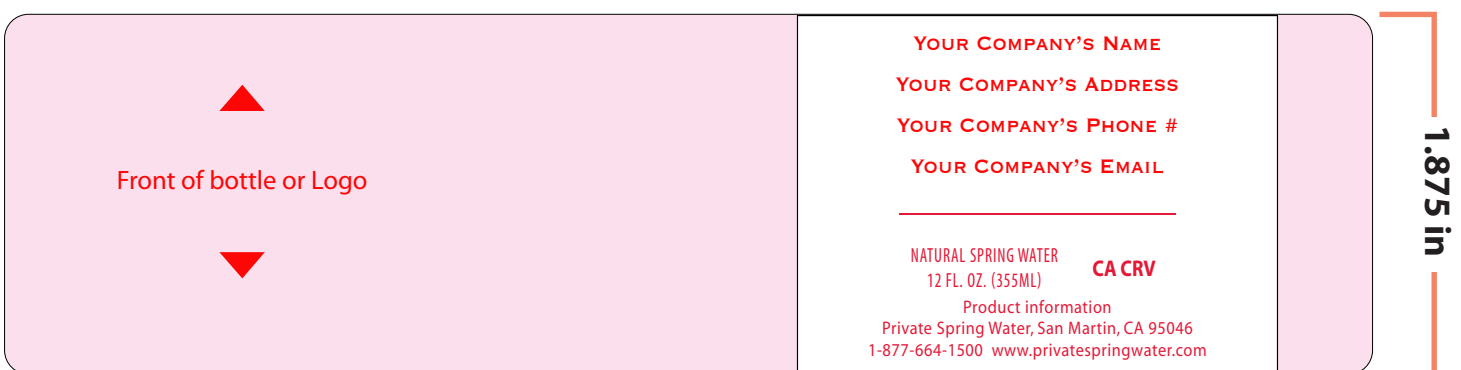 Front of bottle or Logo
Your Company’s Name
Your Company’s Address
Your Company’s Phone #
Your Company’s Email
NATURAL SPRING WATER
12 FL. OZ. (355ML)
CA CRV
Product information
Private Spring Water, San Martin, CA 95046
1-877-664-1500 www.privatespringwater.com
1.875 in